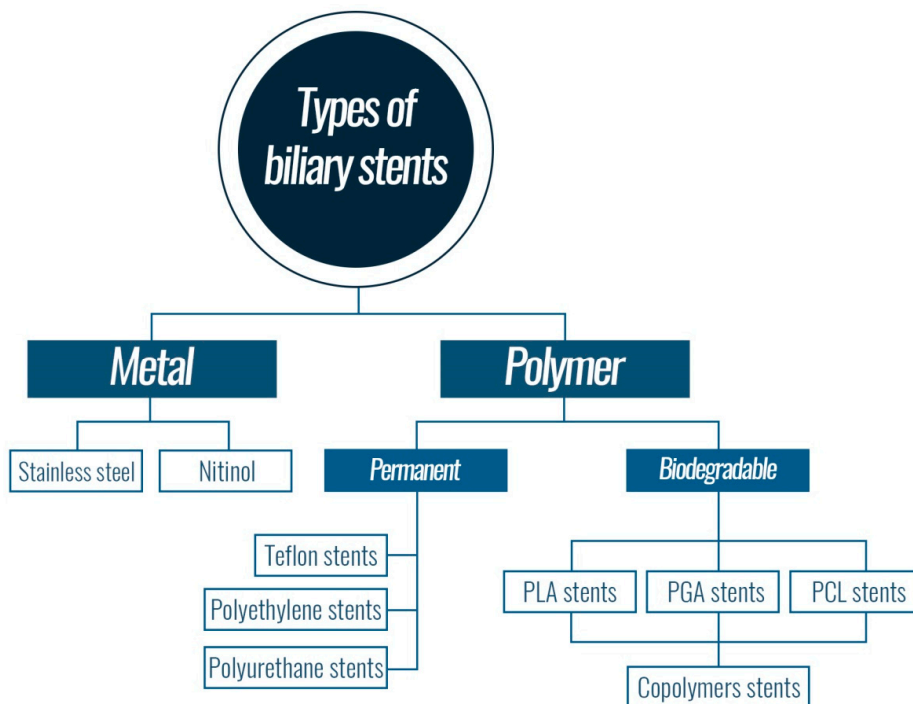 Types of
biliary stents
Metal
Polymer
Stainless steel
Nitinol
Permanent
Biodegradable
Teflon stents
Polyethylene stents
Polyurethane stents
PLA stents
PGA stents
PCL stents
Copolymers stents